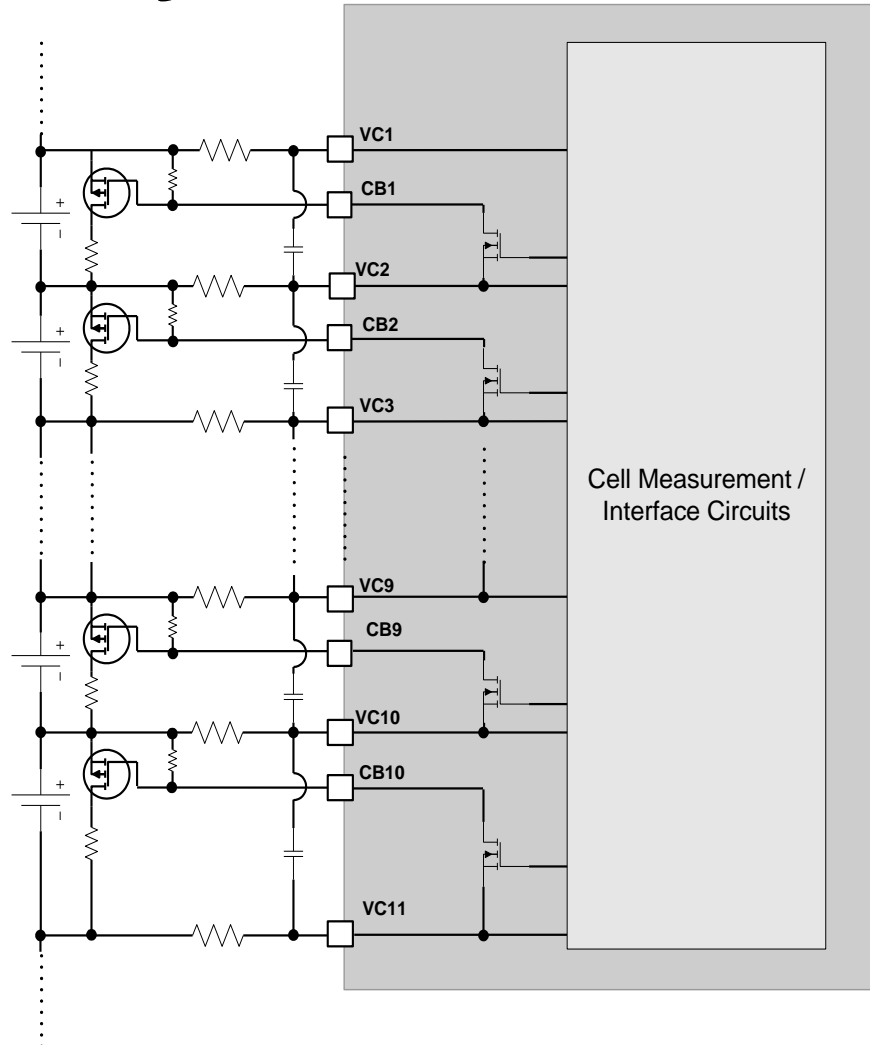 VC1
CB1
VC2
CB2
VC3
Cell Measurement /
Interface Circuits
VC9
CB9
VC10
CB10
VC11
+
–
+
–
+
–
+
–